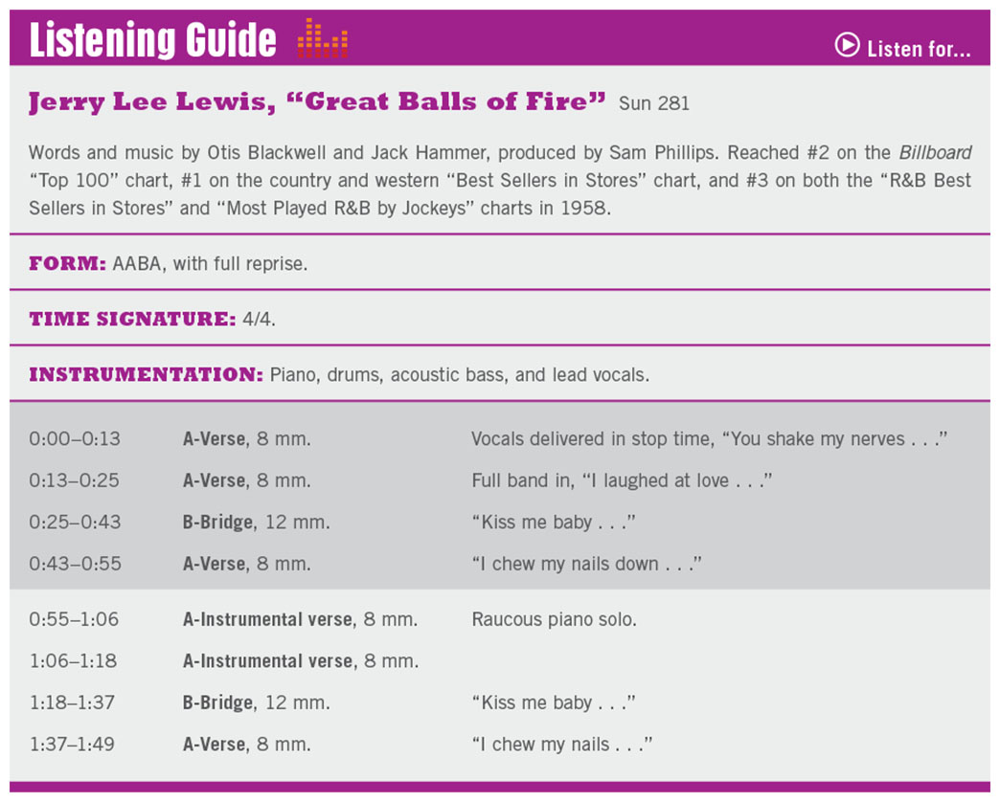 Listening Guide
Listen for...
Jerry Lee Lewis, “Great Balls of Fire” Sun 281
Words and music by Otis Blackwell and Jack Hammer, produced by Sam Phillips. Reached #2 on the Billboard
“Top 100” chart, #1 on the country and western “Best Sellers in Stores” chart, and #3 on both the “R&B Best
Sellers in Stores” and “Most Played R&B by Jockeys” charts in 1958.
FORM: AABA, with full reprise.
TIME SIGNATURE: 4/4.
INSTRUMENTATION: Piano, drums, acoustic bass, and lead vocals.
0:00–0:13 A-Verse, 8 mm. Vocals delivered in stop time, “You shake my nerves . . .”
0:13–0:25 A-Verse, 8 mm. Full band in, “I laughed at love . . .”
0:25–0:43 B-Bridge, 12 mm. “Kiss me baby . . .”
0:43–0:55 A-Verse, 8 mm. “I chew my nails down . . .”
0:55–1:06 A-Instrumental verse, 8 mm. Raucous piano solo.
1:06–1:18 A-Instrumental verse, 8 mm.
1:18–1:37 B-Bridge, 12 mm. “Kiss me baby . . .”
1:37–1:49 A-Verse, 8 mm. “I chew my nails . . .”